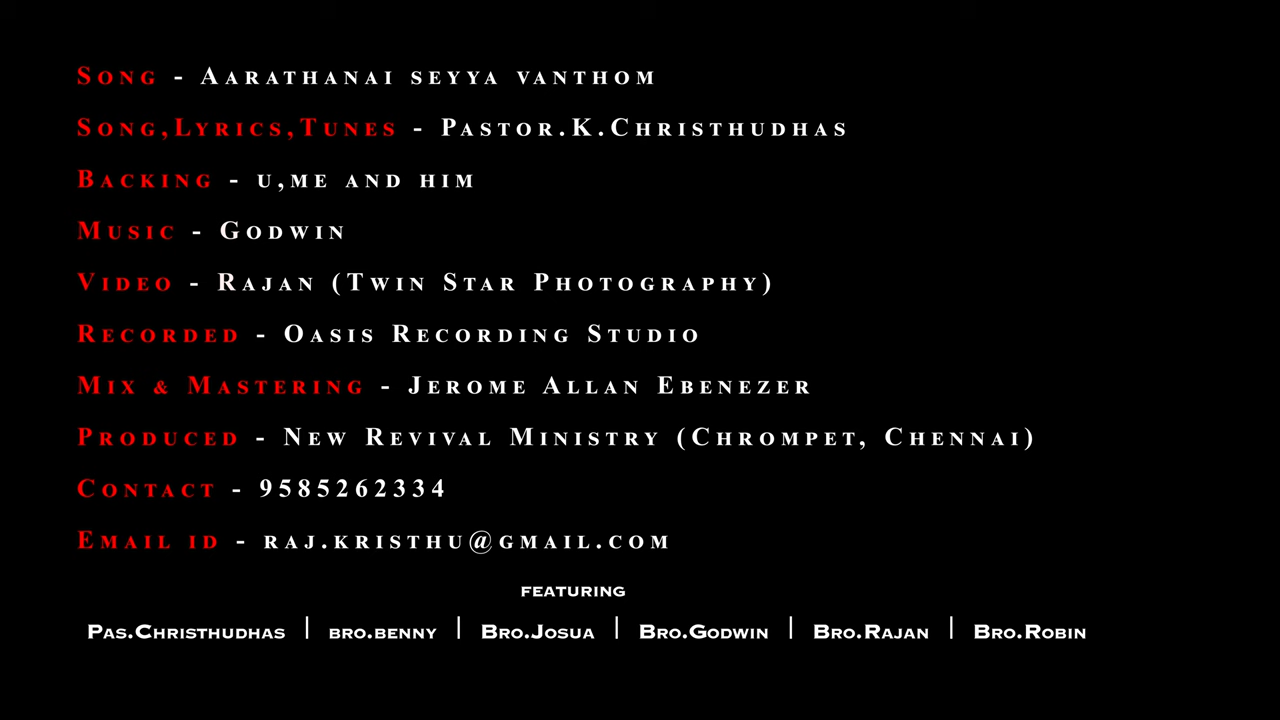 Song - Aarathanai seyya vanthom
Song,Lyrics,Tunes - Pastor.K.Christhudhas
Backing - u,me and him
Music - Godwin
Video - Rajan (Twin Star Photography)
Recorded - Oasis Recording Studio
Mix & Mastering - Jerome Allan Ebenezer
Produced - New Revival Ministry (Chrompet, Chennai)
Contact - 9585262334
Email id - raj.kristhu@gmail.com
featuring
Pas.Christhudhas | bro.benny | Bro.Josua | Bro.Godwin | Bro.Rajan | Bro.Robin